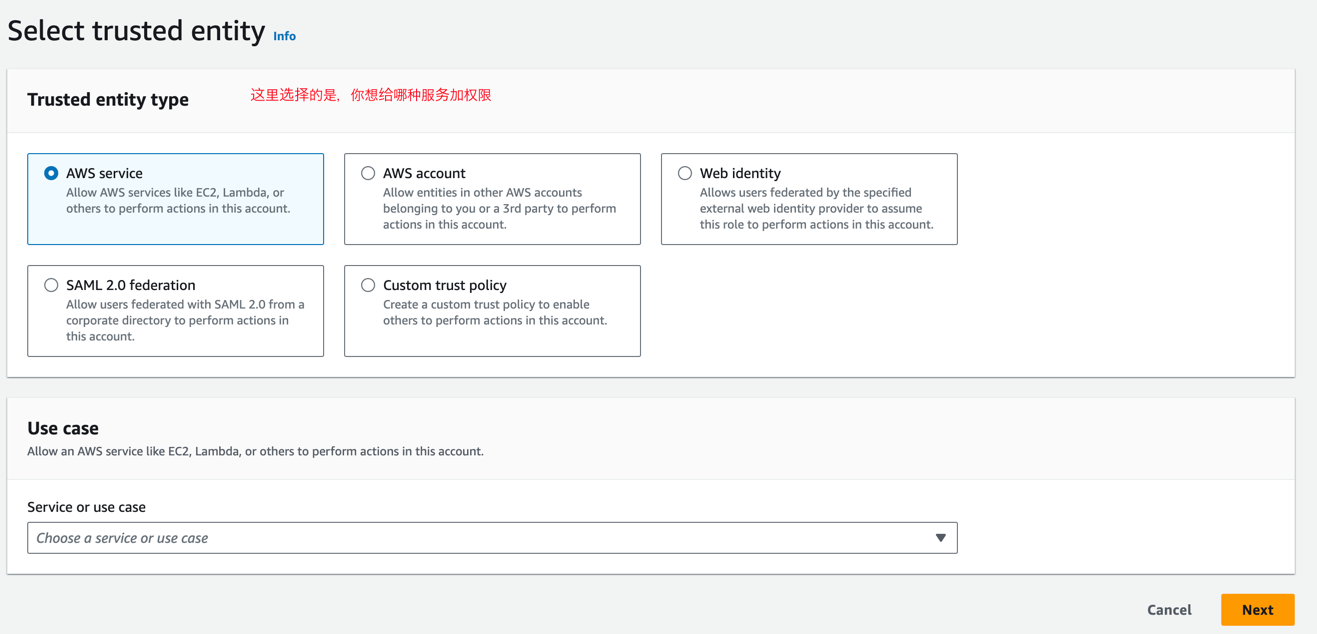 Select trusted entity Info
Trusted entity type
这里选择的是,你想给哪种服务加权限
AWS service
Allow AWS services like EC2, Lambda, or
others to perform actions in this account.
AWS account
Allow entities in other AWS accounts
belonging to you or a 3rd party to perform
actions in this account.
Web identity
Allows users federated by the specified
external web identity provider to assume
this role to perform actions in this account.
SAML 2.0 federation
Allow users federated with SAML 2.0 from a
corporate directory to perform actions in
this account.
Custom trust policy
Create a custom trust policy to enable
others to perform actions in this account.
Use case
Allow an AWS service like EC2, Lambda, or others to perform actions in this account.
Service or use case
Choose a service or use case
Cancel
Next